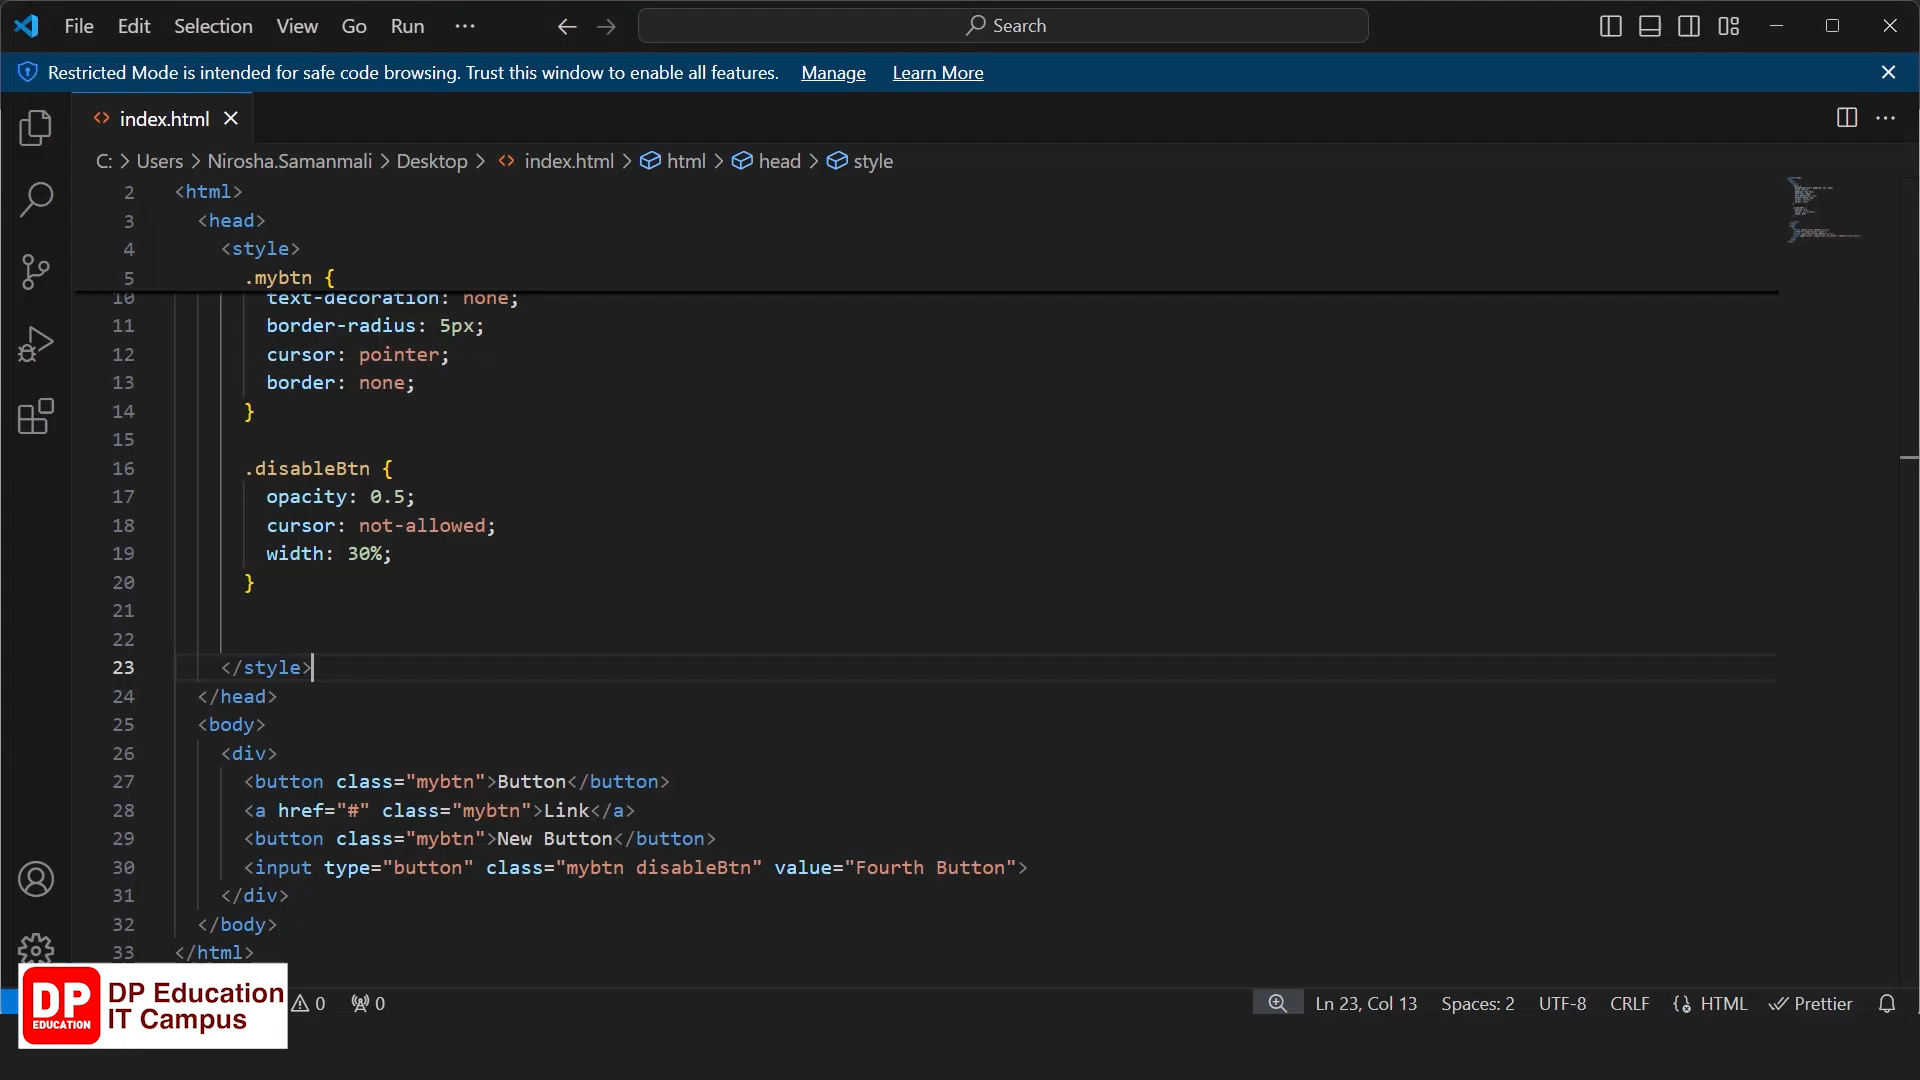 File Edit Selection View Go Run ··· Search
Restricted Mode is intended for safe code browsing. Trust this window to enable all features. Manage Learn More
index.html
C: > Users > Nirosha.Samanmali > Desktop > index.html > html > head > style
2 <html>
3 <head>
4 <style>
5 .mybtn {
10 text-decoration: none;
11 border-radius: 5px;
12 cursor: pointer;
13 border: none;
14 }
15
16 .disableBtn {
17 opacity: 0.5;
18 cursor: not-allowed;
19 width: 30%;
20 }
21
22
23 </style>
24 </head>
25 <body>
26 <div>
27 <button class="mybtn">Button</button>
28 <a href="#" class="mybtn">Link</a>
29 <button class="mybtn">New Button</button>
30 <input type="button" class="mybtn disableBtn" value="Fourth Button">
31 </div>
32 </body>
33 </html>
DP EDUCATION
DP Education
IT Campus
0 0 Ln 23, Col 13 Spaces: 2 UTF-8 CRLF HTML Prettier